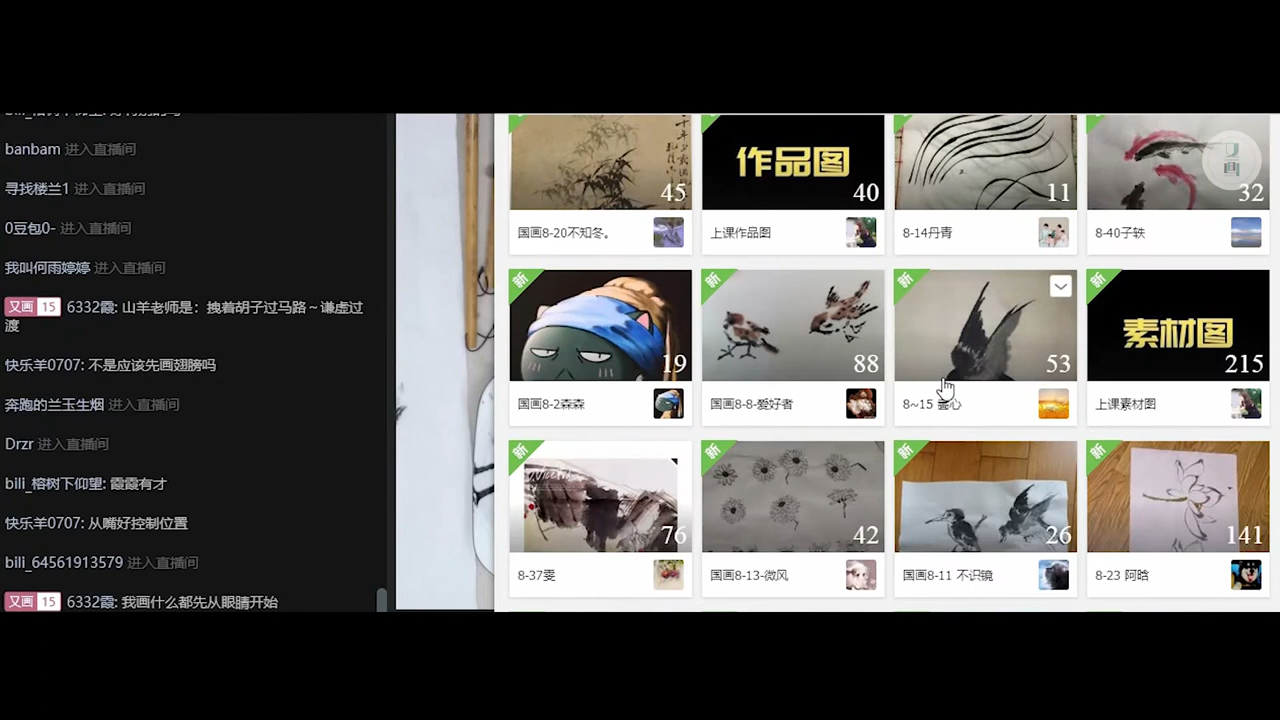 banbam 进入直播间
寻找楼兰1 进入直播间
0豆包0- 进入直播间
我叫何雨婷婷 进入直播间
又画 15 6332霞: 山羊老师是：拽着胡子过马路～谦虚过
渡
快乐羊0707: 不是应该先画翅膀吗
奔跑的兰玉生烟 进入直播间
Drzr 进入直播间
bili_榕树下仰望: 霞霞有才
快乐羊0707: 从嘴好控制位置
bili_64561913579 进入直播间
又画 15 6332霞: 我画什么都先从眼睛开始
45
作品图
40
11
32
又画
国画8-20不知冬。
上课作品图
8-14丹青
8-40子轶
新
19
新
88
新
53
新
素材图
215
国画8-2森森
国画8-8-爱好者
8~15
心
上课素材图
新
76
新
42
新
26
新
141
8-37雯
国画8-13-微风
国画8-11 不识镜
8-23 阿晗